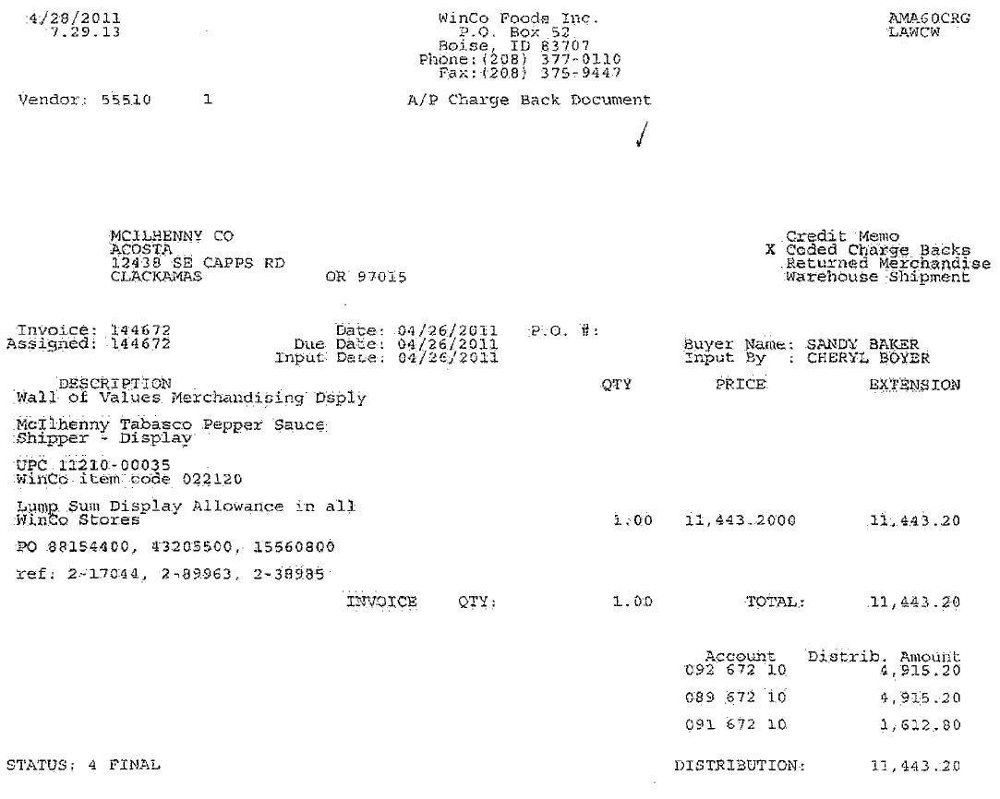 4/28/2011 WinCo Foods Inc. AMA60CRG
7.29.13 P.O. Box 52 LAWCW
Boise, ID 83707
Phone:(208) 377-0110
Fax:(208) 375-9447
Vendor: 55510 1 A/P Charge Back Document
MCILHENNY CO Credit Memo
ACOSTA X Coded Charge Backs
12438 SE CAPPS RD Returned Merchandise
CLACKAMAS OR 97015 Warehouse Shipment
Invoice: 144672 Date: 04/26/2011 P.O. #:
Assigned: 144672 Due Date: 04/26/2011 Buyer Name: SANDY BAKER
Input Date: 04/26/2011 Input By : CHERYL BOYER
DESCRIPTION QTY PRICE EXTENSION
Wall of Values Merchandising Dsply
McIlhenny Tabasco Pepper Sauce
Shipper - Display
UPC 11210-00035
WinCo item code 022120
Lump Sum Display Allowance in all
WinCo Stores 1.00 11,443.2000 11,443.20
PO 88154400, 43205500, 15560800
ref: 2-17044, 2-89963, 2-38985
INVOICE QTY: 1.00 TOTAL: 11,443.20
Account Distrib. Amount
092 672 10 4,915.20
089 672 10 4,915.20
091 672 10 1,612.80
STATUS: 4 FINAL DISTRIBUTION: 11,443.20